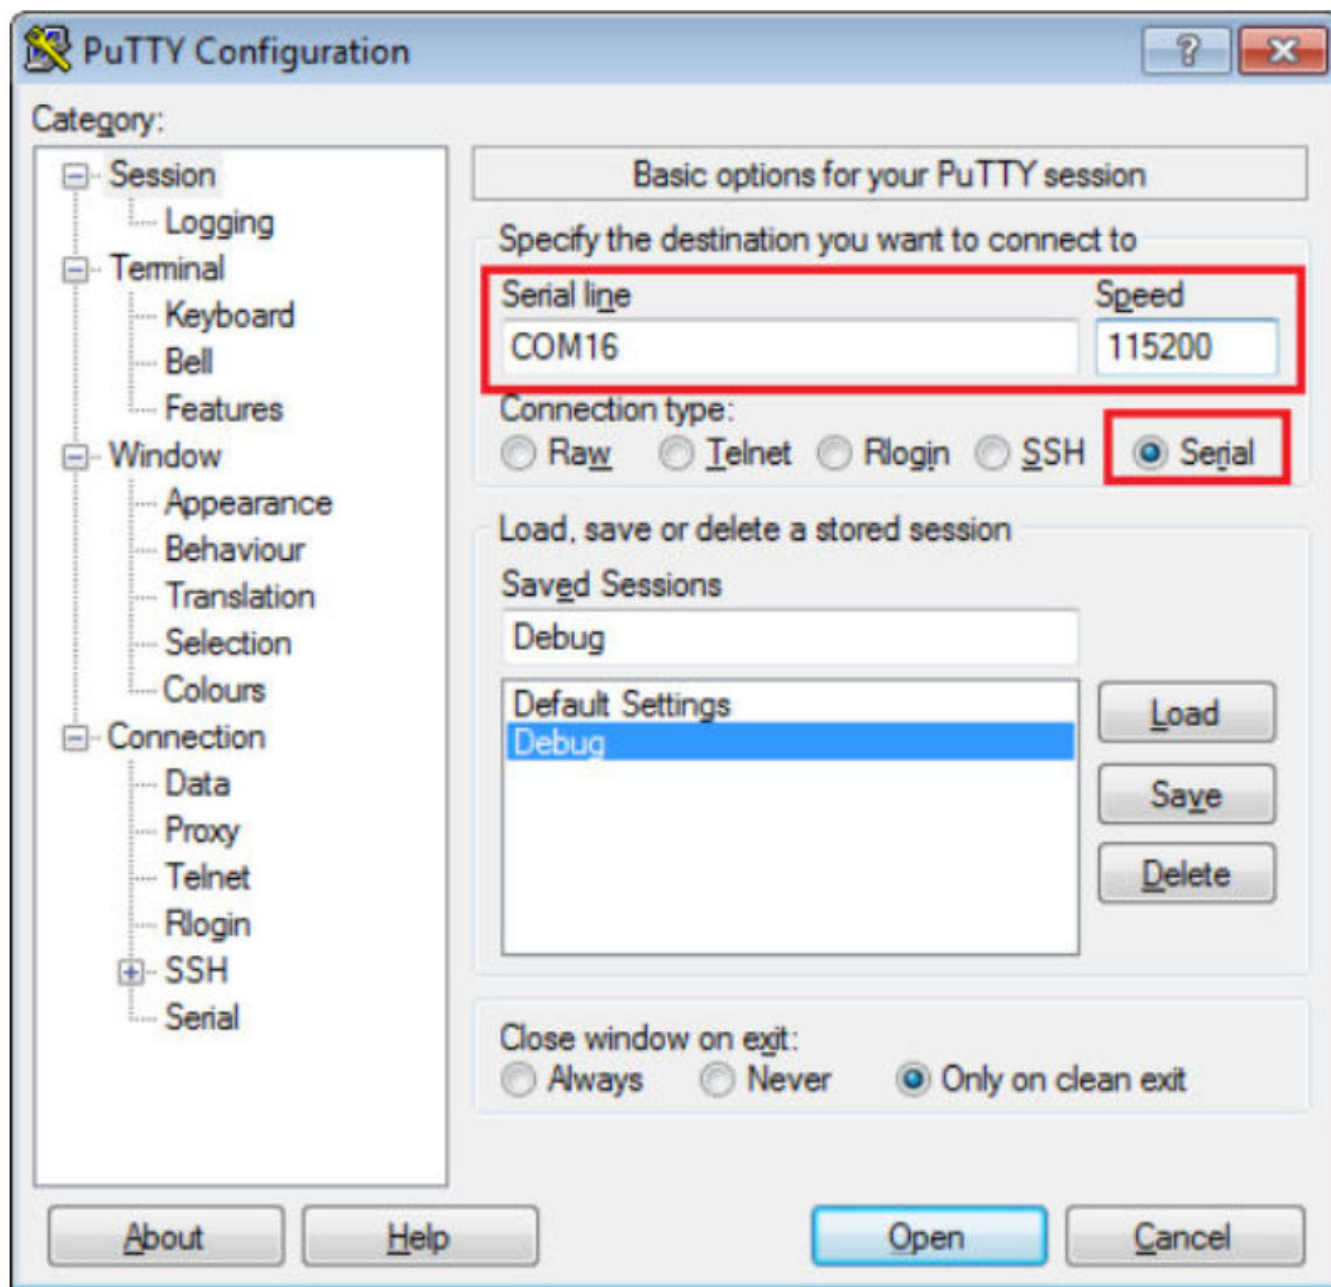 PuTTY Configuration
?
Category:
Session
Logging
Terminal
Keyboard
Bell
Features
Window
Appearance
Behaviour
Translation
Selection
Colours
Connection
Data
Proxy
Telnet
Rlogin
SSH
Serial
Basic options for your PuTTY session
Specify the destination you want to connect to
Serial line Speed
COM16 115200
Connection type:
Raw Telnet Rlogin SSH Serial
Load, save or delete a stored session
Saved Sessions
Debug
Default Settings
Debug
Load
Save
Delete
Close window on exit:
Always Never Only on clean exit
About Help Open Cancel